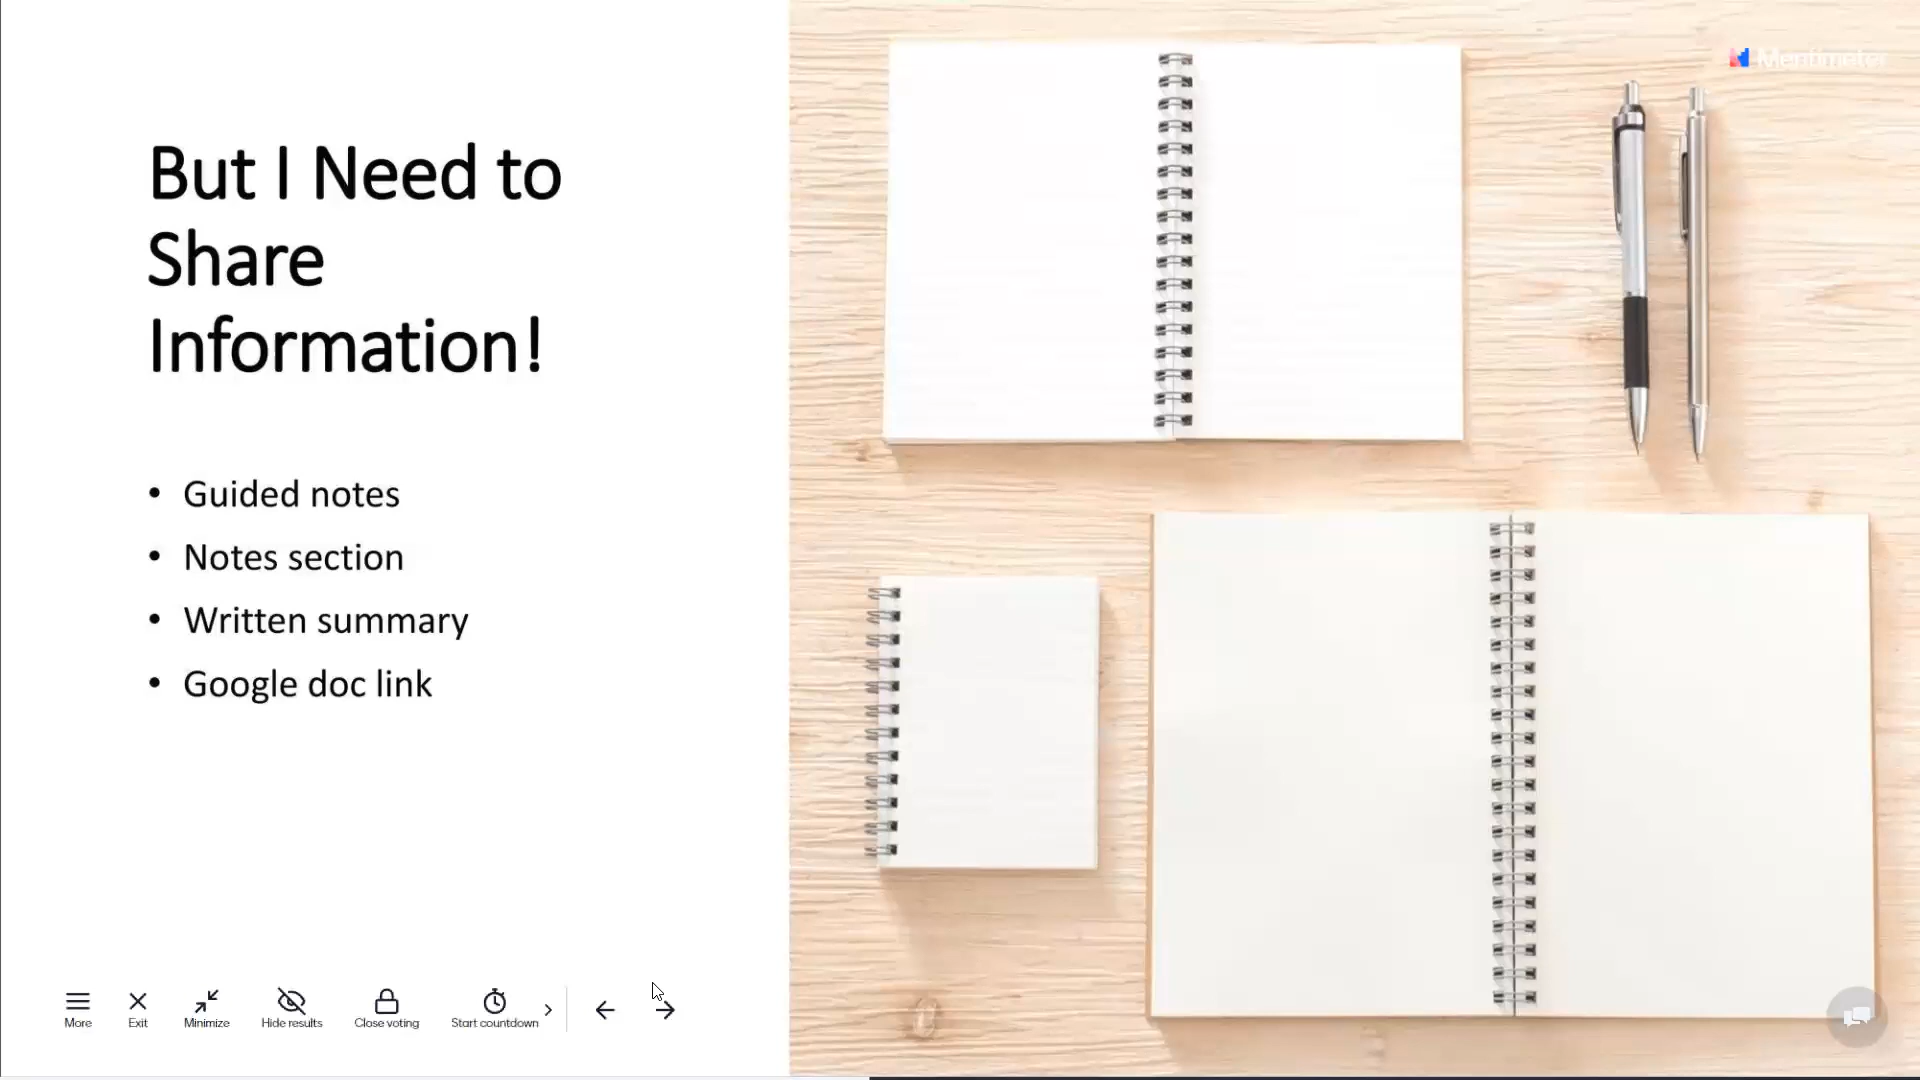 But I Need to
Share
Information!
• Guided notes
• Notes section
• Written summary
• Google doc link
Mentimeter
More
Exit
Minimize
Hide results
Close voting
Start countdown